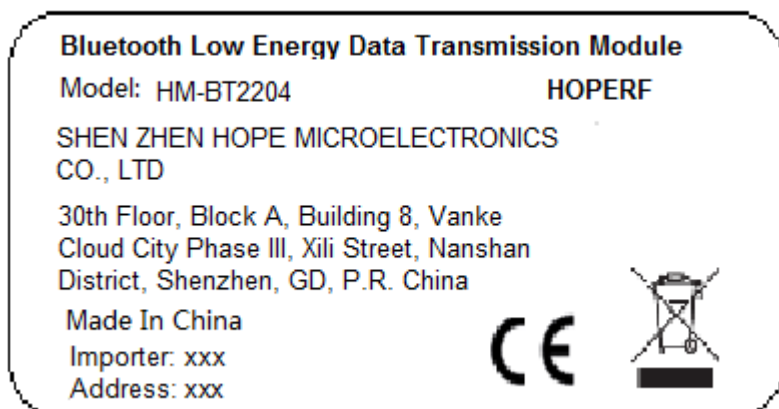 Bluetooth Low Energy Data Transmission Module
Model: HM-BT2204 HOPERF
SHEN ZHEN HOPE MICROELECTRONICS
CO., LTD
30th Floor, Block A, Building 8, Vanke
Cloud City Phase III, Xili Street, Nanshan
District, Shenzhen, GD, P.R. China
Made In China
Importer: xxx
Address: xxx
CE